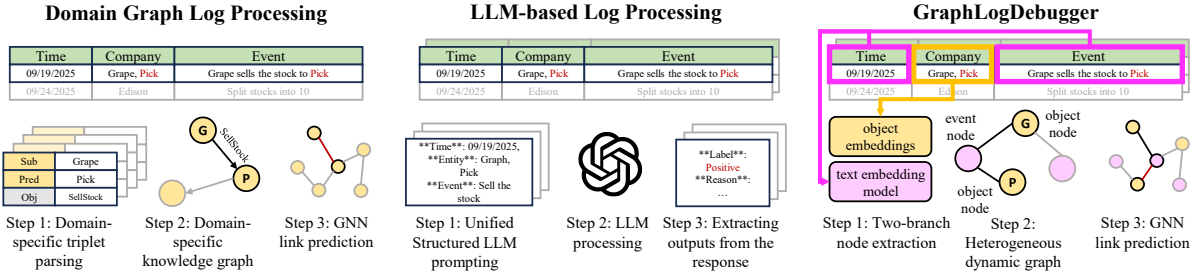 Domain Graph Log Processing
Time Company Event
09/19/2025 Grape, Pick Grape sells the stock to Pick
09/24/2025 Edison Split stocks into 10
Sub Grape
Pred Pick
Obj SellStock
G
SellStock
P
Step 1: Domain-
specific triplet
parsing
Step 2: Domain-
specific
knowledge graph
Step 3: GNN
link prediction
LLM-based Log Processing
Time Company Event
09/19/2025 Grape, Pick Grape sells the stock to Pick
09/24/2025 Edison Split stocks into 10
**Time**: 09/19/2025,
**Entity**: Graph,
Pick
**Event**: Sell the
stock
**Label**:
Positive
**Reason**:
…
Step 1: Unified
Structured LLM
prompting
Step 2: LLM
processing
Step 3: Extracting
outputs from the
response
GraphLogDebugger
Time Company Event
09/19/2025 Grape, Pick Grape sells the stock to Pick
09/24/2025 Edison Split stocks into 10
object
embeddings
text embedding
model
event
node
G
object
node
P
object
node
Step 1: Two-branch
node extraction
Step 2:
Heterogeneous
dynamic graph
Step 3: GNN
link prediction